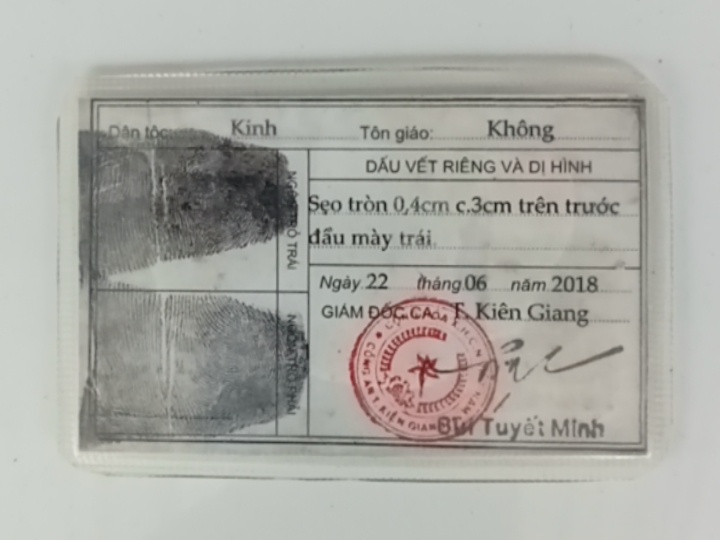 Dân tộc: Kinh Tôn giáo: Không
NGÓN TRỎ TRÁI
DẤU VẾT RIÊNG VÀ DỊ HÌNH
Sẹo tròn 0,4cm c.3cm trên trước
đầu mày trái.
Ngày 22 tháng 06 năm 2018
GIÁM ĐỐC CA: T. Kiên Giang
NGÓN TRỎ PHẢI
CÔNG AN T. KIÊN GIANG
Bùi Tuyết Minh